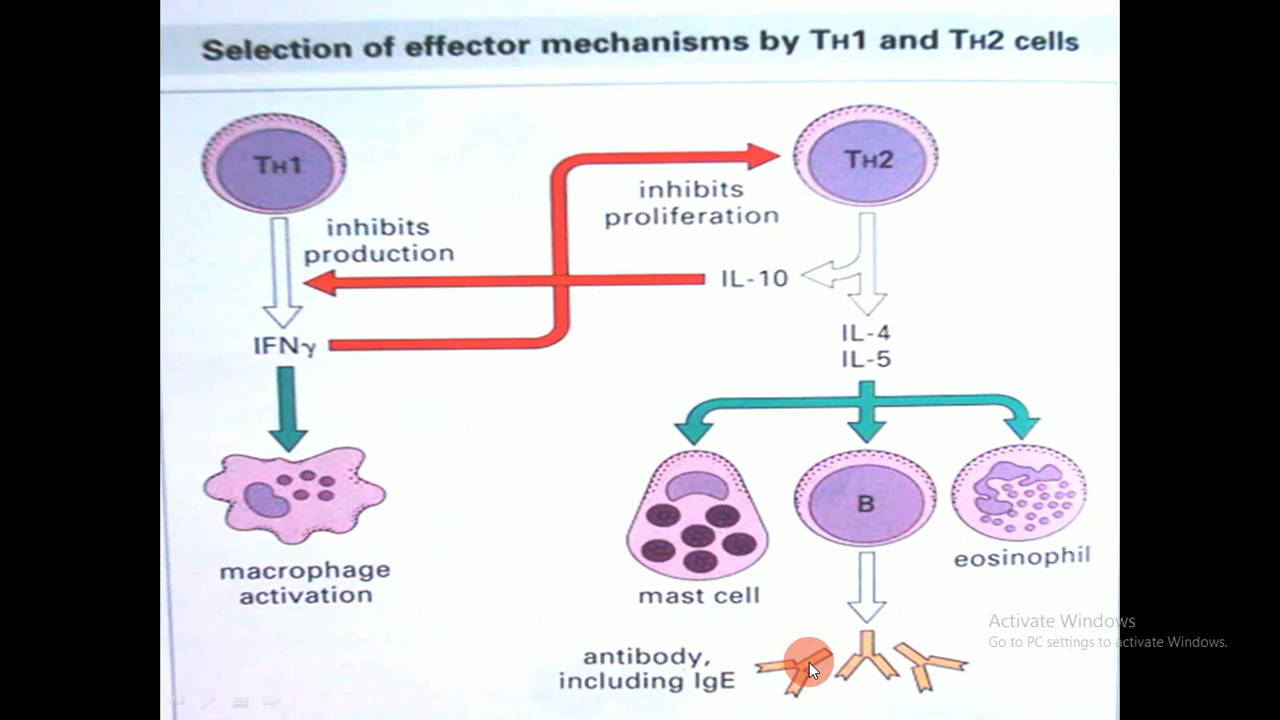 Selection of effector mechanisms by TH1 and TH2 cells
TH1
TH2
inhibits
proliferation
inhibits
production
IL-10
IFNγ
IL-4
IL-5
B
macrophage
activation
mast cell
eosinophil
antibody,
including IgE
Activate Windows
Go to PC settings to activate Windows.